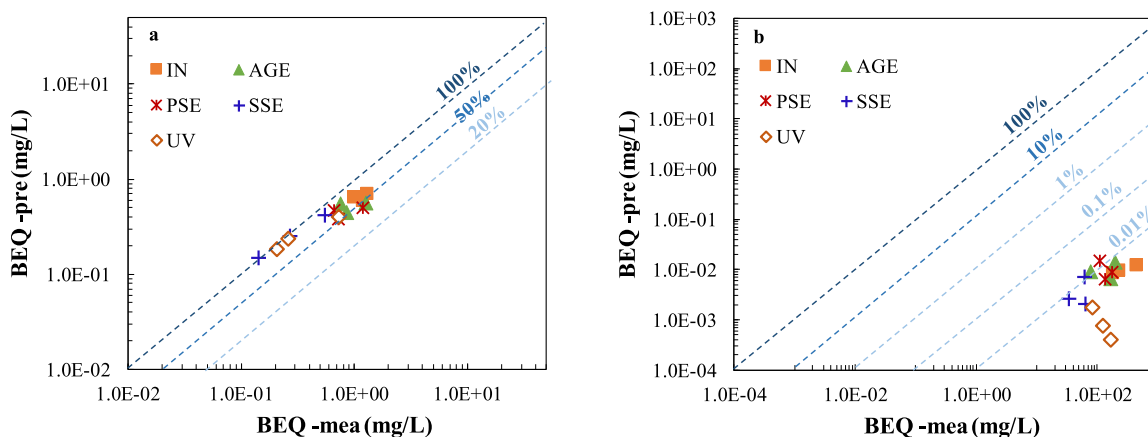 a
IN AGE
PSE SSE
UV
100%
50%
20%
1.0E+01
1.0E+00
1.0E-01
1.0E-02
BEQ -pre (mg/L)
1.0E-02 1.0E-01 1.0E+00 1.0E+01
BEQ -mea (mg/L)
b
IN AGE
PSE SSE
UV
100%
10%
1%
0.1%
0.01%
1.0E+03
1.0E+02
1.0E+01
1.0E+00
1.0E-01
1.0E-02
1.0E-03
1.0E-04
BEQ -pre (mg/L)
1.0E-04 1.0E-02 1.0E+00 1.0E+02
BEQ -mea (mg/L)